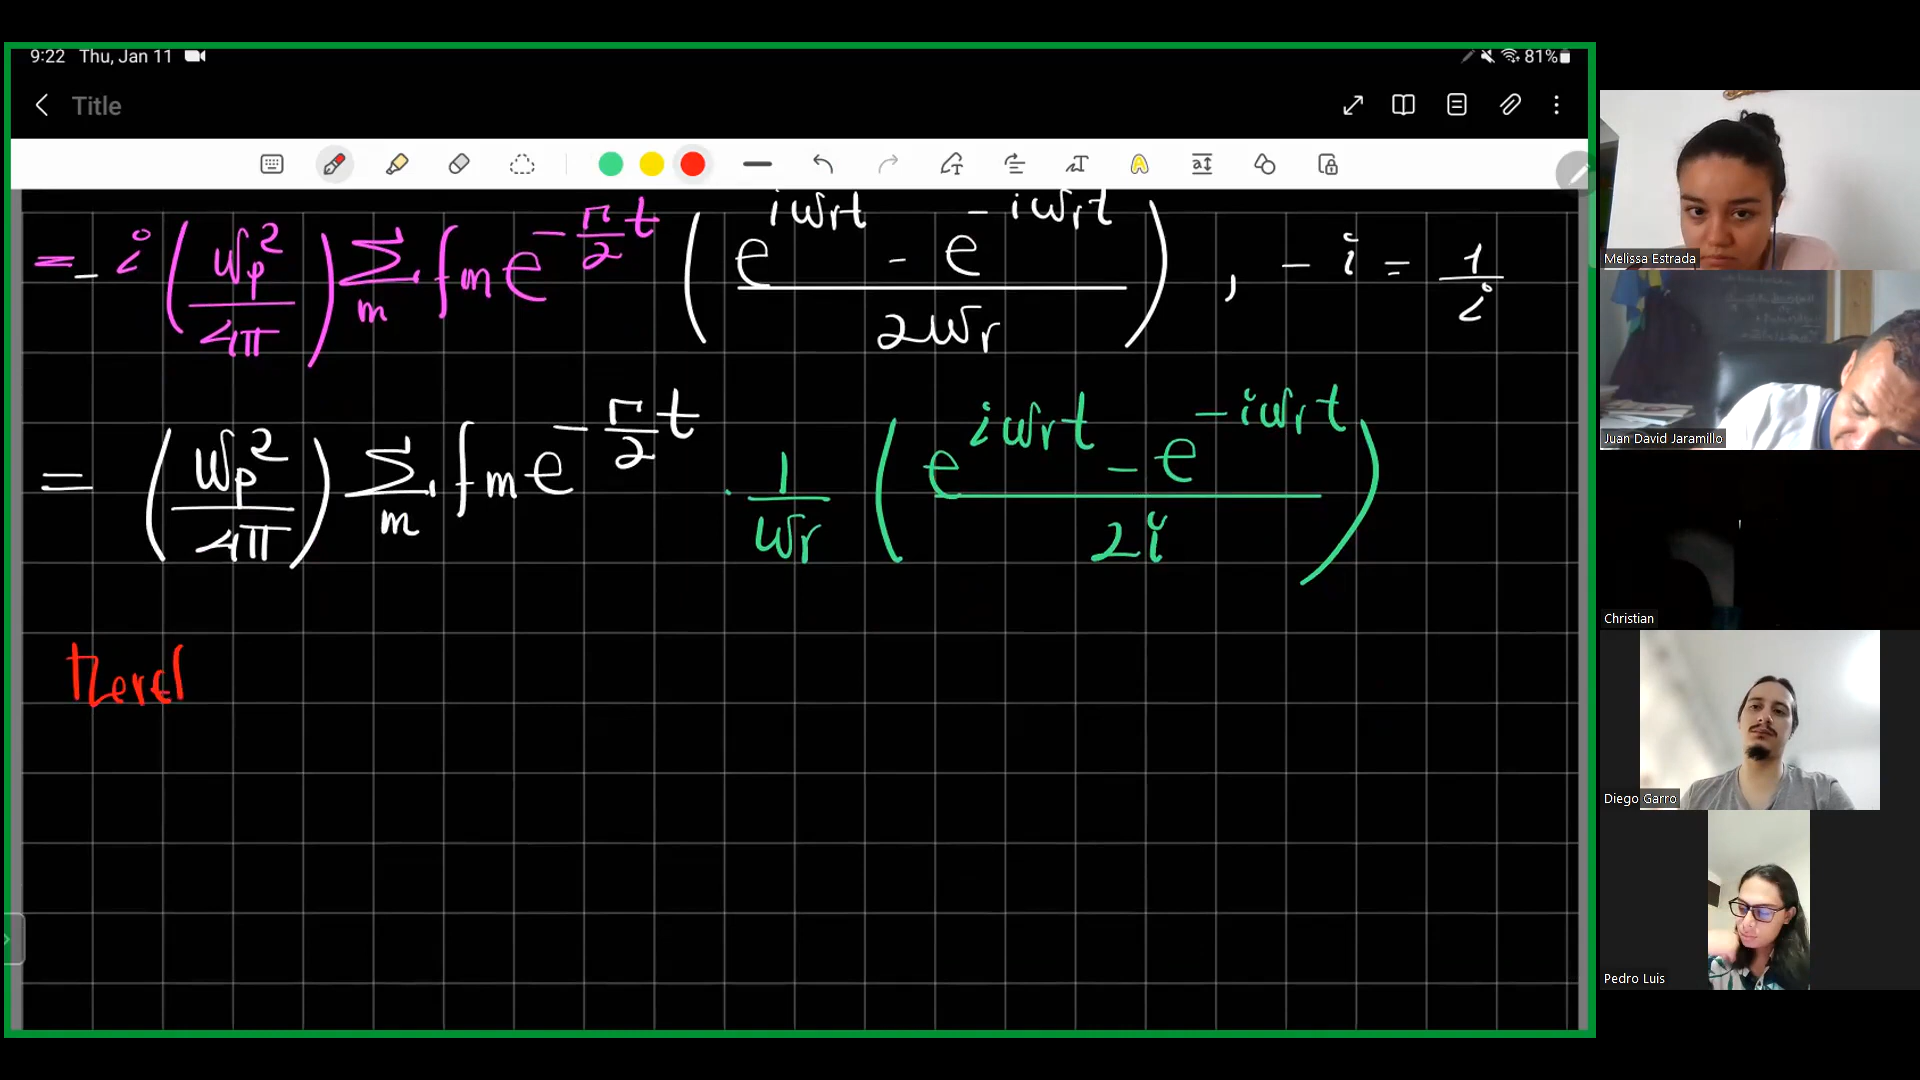 9:22 Thu, Jan 11 81%
Title
= - i (ωp² / 4π) Σm fm e^(-Γ/2 t) ( (e^(iωrt) - e^(-iωrt)) / 2ωr ) , - i = 1/i
= (ωp² / 4π) Σm fm e^(-Γ/2 t) · 1/ωr ( (e^(iωrt) - e^(-iωrt)) / 2i )
Melissa Estrada
Juan David Jaramillo
Christian
Diego Garro
Pedro Luis